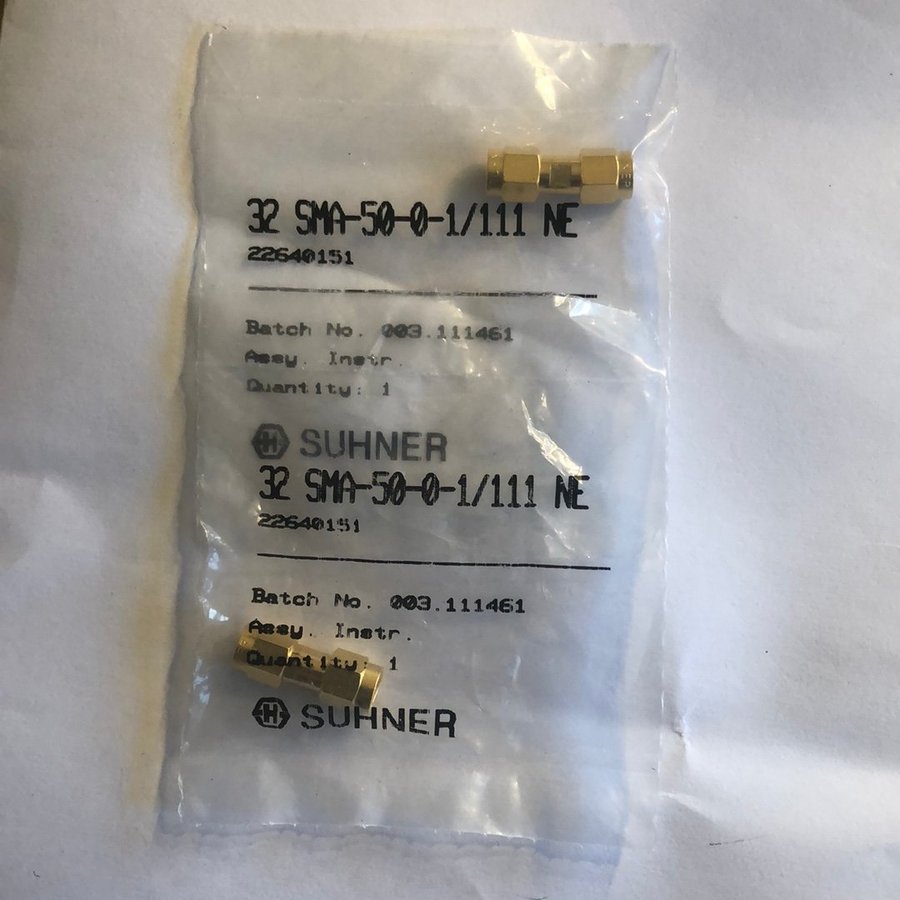 32 SMA-50-0-1/111 NE
22640151
Batch No. 003.111461
Assy. Instr.
Quantity: 1
H SUHNER
32 SMA-50-0-1/111 NE
22640151
Batch No. 003.111461
Assy. Instr.
Quantity: 1
H SUHNER